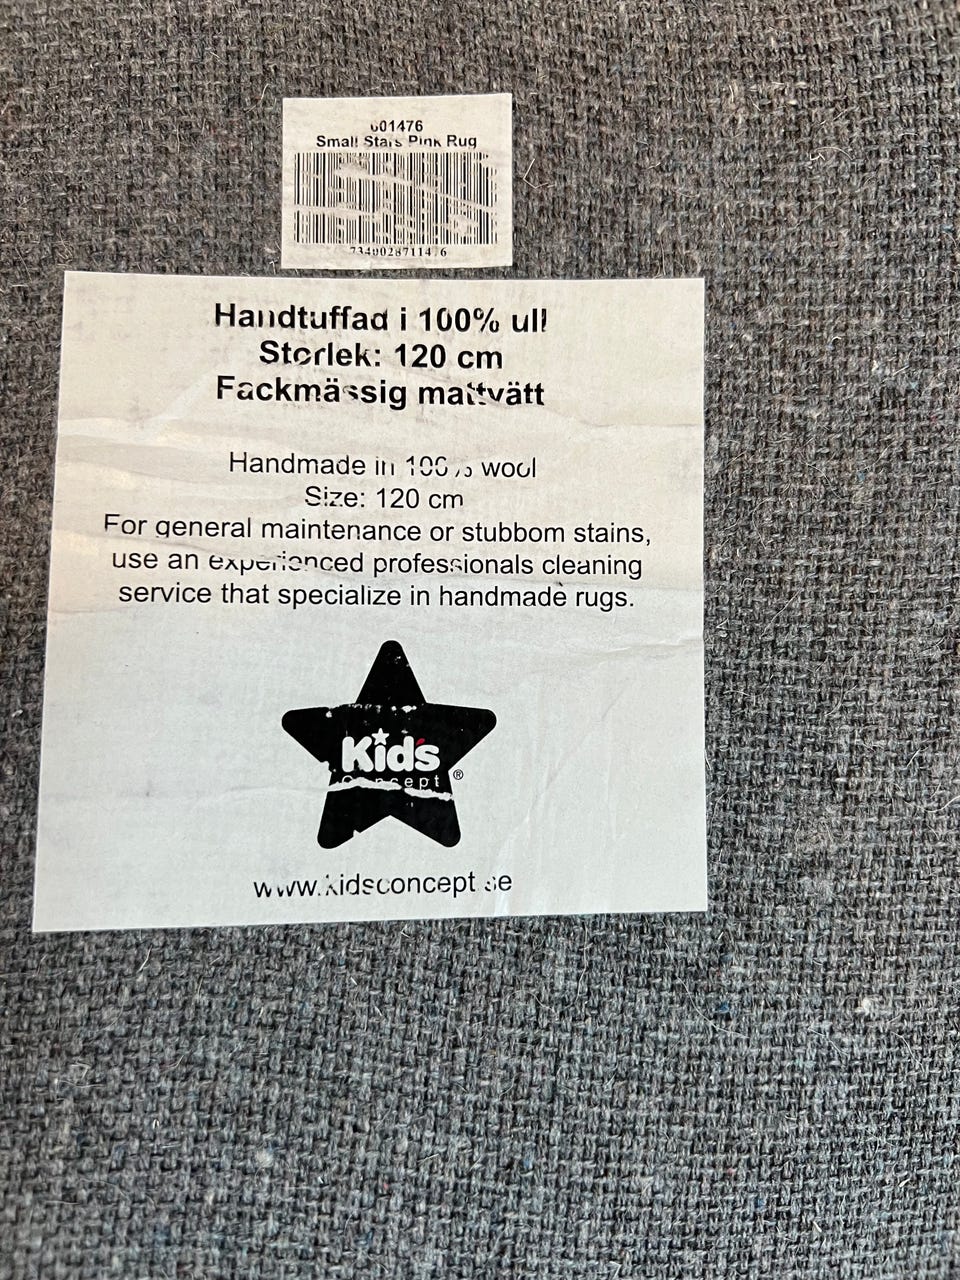 601476
Small Stars Pink Rug
Handtuffad i 100% ull
Storlek: 120 cm
Fackmässig mattvätt
Handmade in 100% wool
Size: 120 cm
For general maintenance or stubborn stains,
use an experienced professionals cleaning
service that specialize in handmade rugs.
Kid's
Concept ®
www.kidsconcept.se